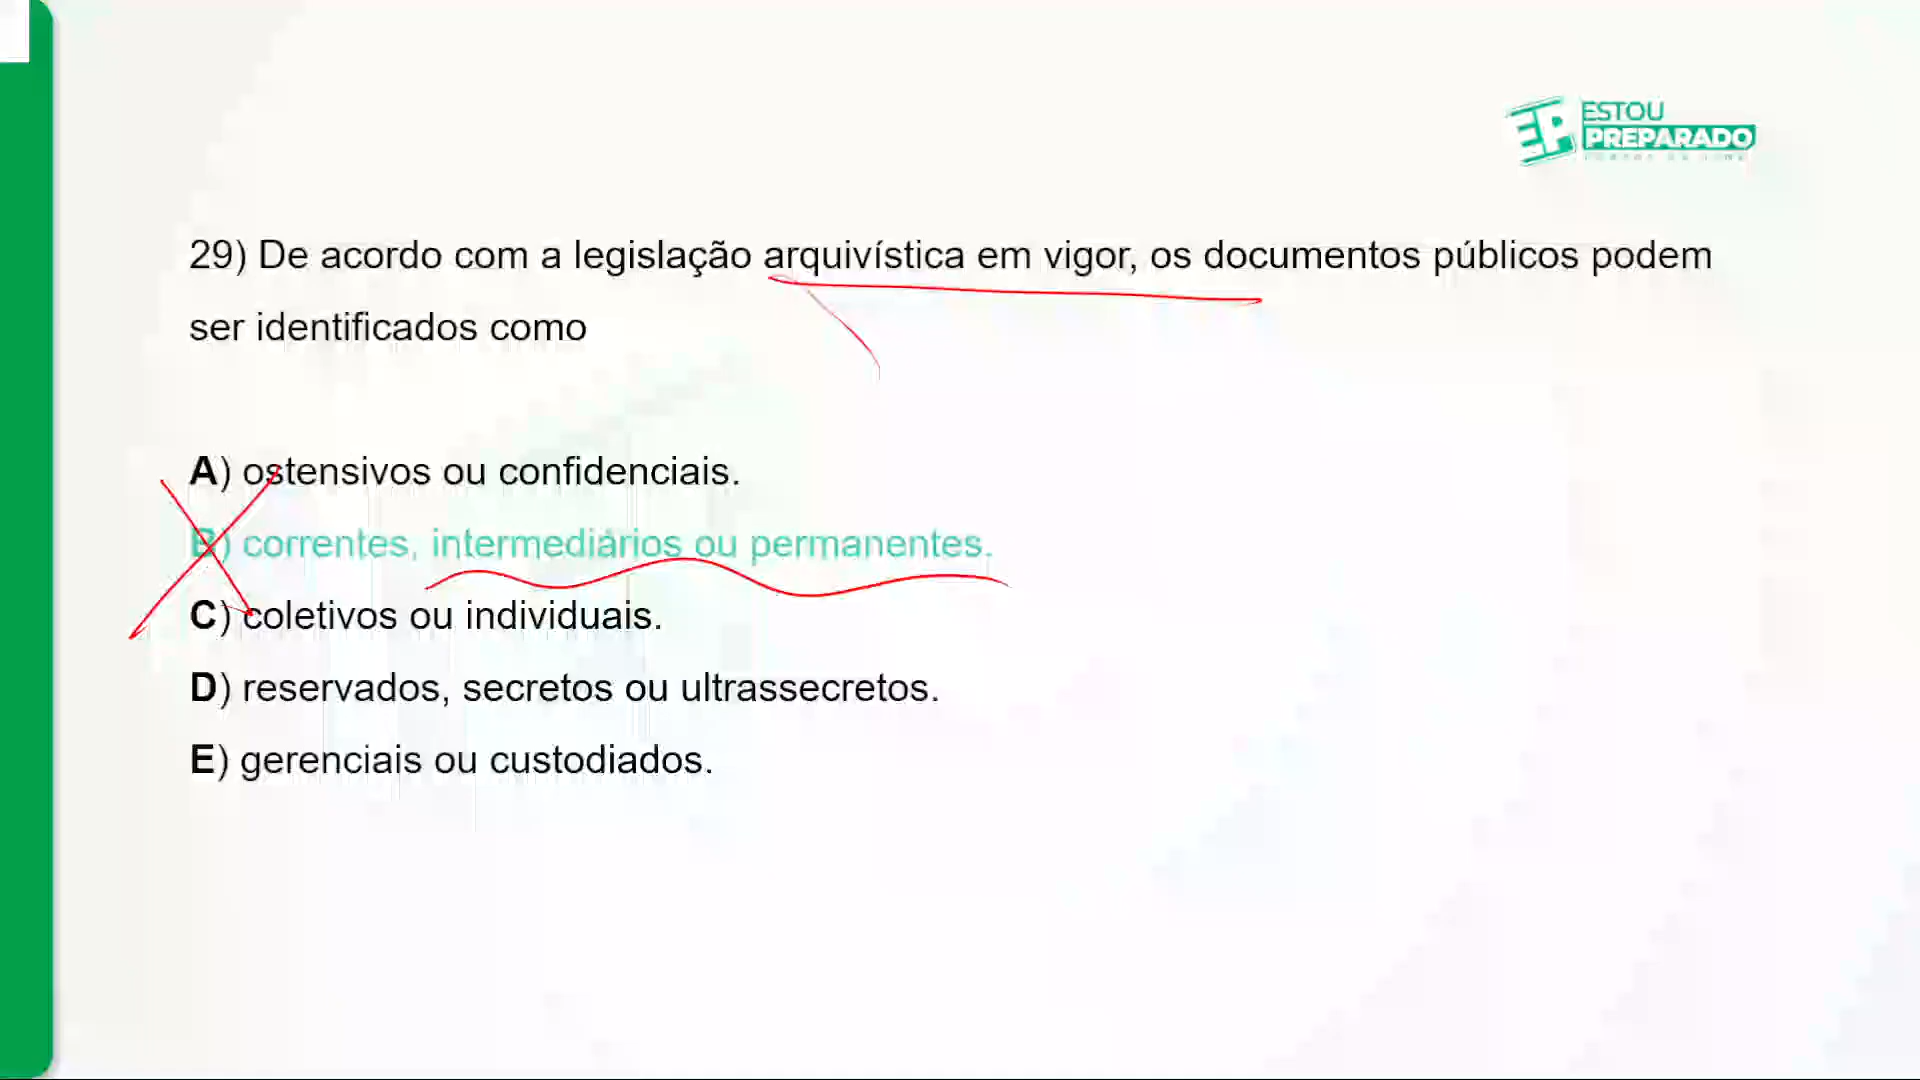 ESTOU
EP PREPARADO
29) De acordo com a legislação arquivística em vigor, os documentos públicos podem
ser identificados como
A) ostensivos ou confidenciais.
B) correntes, intermediários ou permanentes.
C) coletivos ou individuais.
D) reservados, secretos ou ultrassecretos.
E) gerenciais ou custodiados.